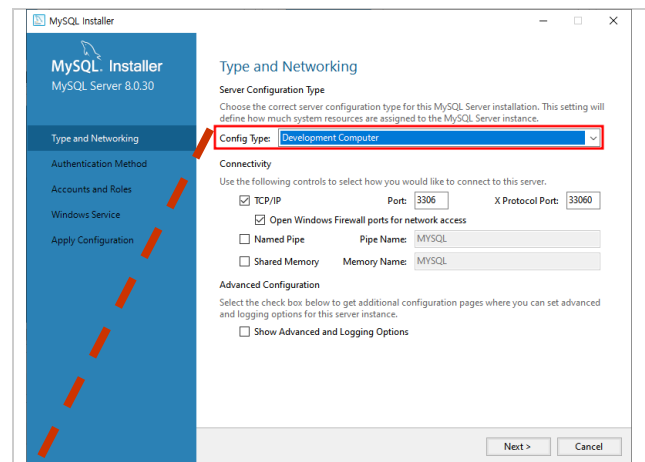 MySQL Installer
MySQL. Installer
MySQL Server 8.0.30
Type and Networking
Authentication Method
Accounts and Roles
Windows Service
Apply Configuration
Type and Networking
Server Configuration Type
Choose the correct server configuration type for this MySQL Server installation. This setting will
define how much system resources are assigned to the MySQL Server instance.
Config Type: Development Computer
Connectivity
Use the following controls to select how you would like to connect to this server.
TCP/IP Port: 3306 X Protocol Port: 33060
Open Windows Firewall ports for network access
Named Pipe Pipe Name: MYSQL
Shared Memory Memory Name: MYSQL
Advanced Configuration
Select the check box below to get additional configuration pages where you can set advanced
and logging options for this server instance.
Show Advanced and Logging Options
Next > Cancel